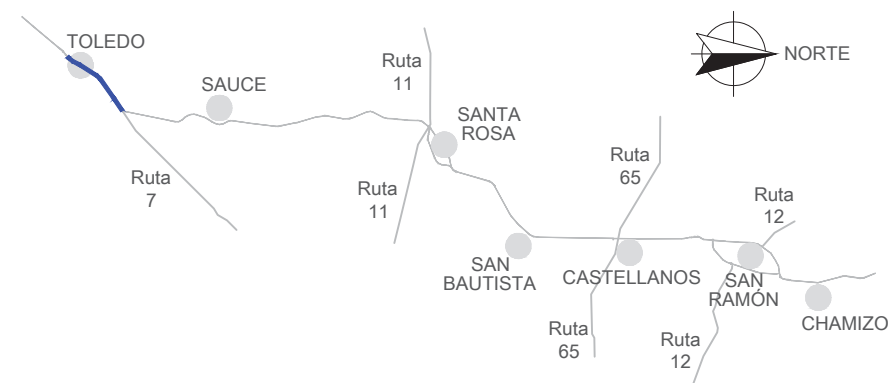 TOLEDO
SAUCE
Ruta
11
NORTE
SANTA
ROSA
Ruta
7
Ruta
11
Ruta
65
Ruta
12
SAN
BAUTISTA
CASTELLANOS
SAN
RAMÓN
CHAMIZO
Ruta
65
Ruta
12